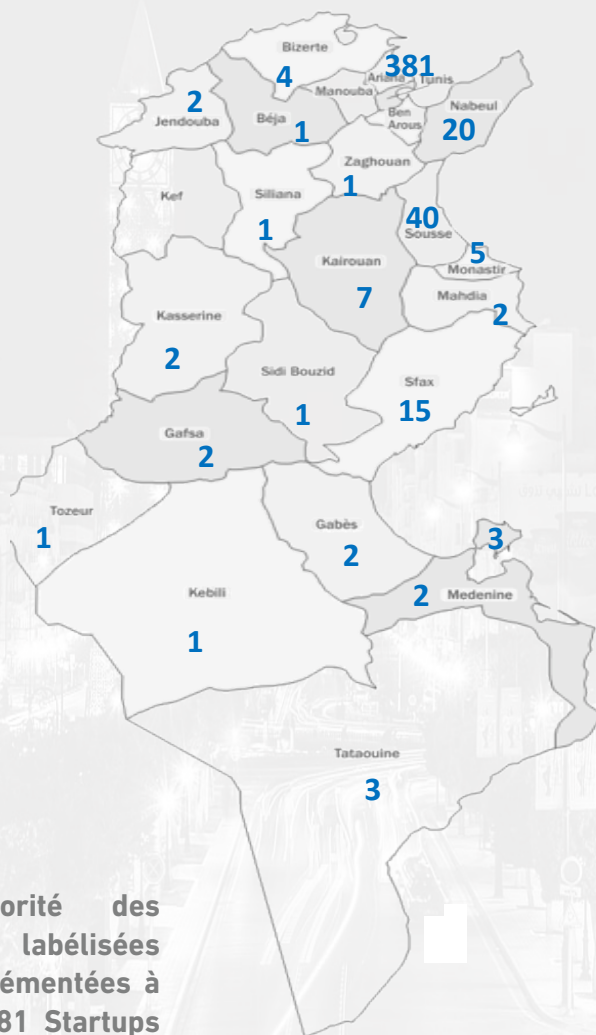 Bizerte
4
381
Ariana Tunis
Manouba
2
Jendouba
Béja
1
Ben
Arous
Nabeul
20
Zaghouan
1
Kef
Siliana
1
40
Sousse
5
Monastir
Kairouan
7
Mahdia
2
Kasserine
2
Sidi Bouzid
1
Sfax
15
Gafsa
2
Tozeur
1
Gabès
2
3
Kebili
1
2
Medenine
Tataouine
3
orité des
labélisées
émentées à
81 Startups